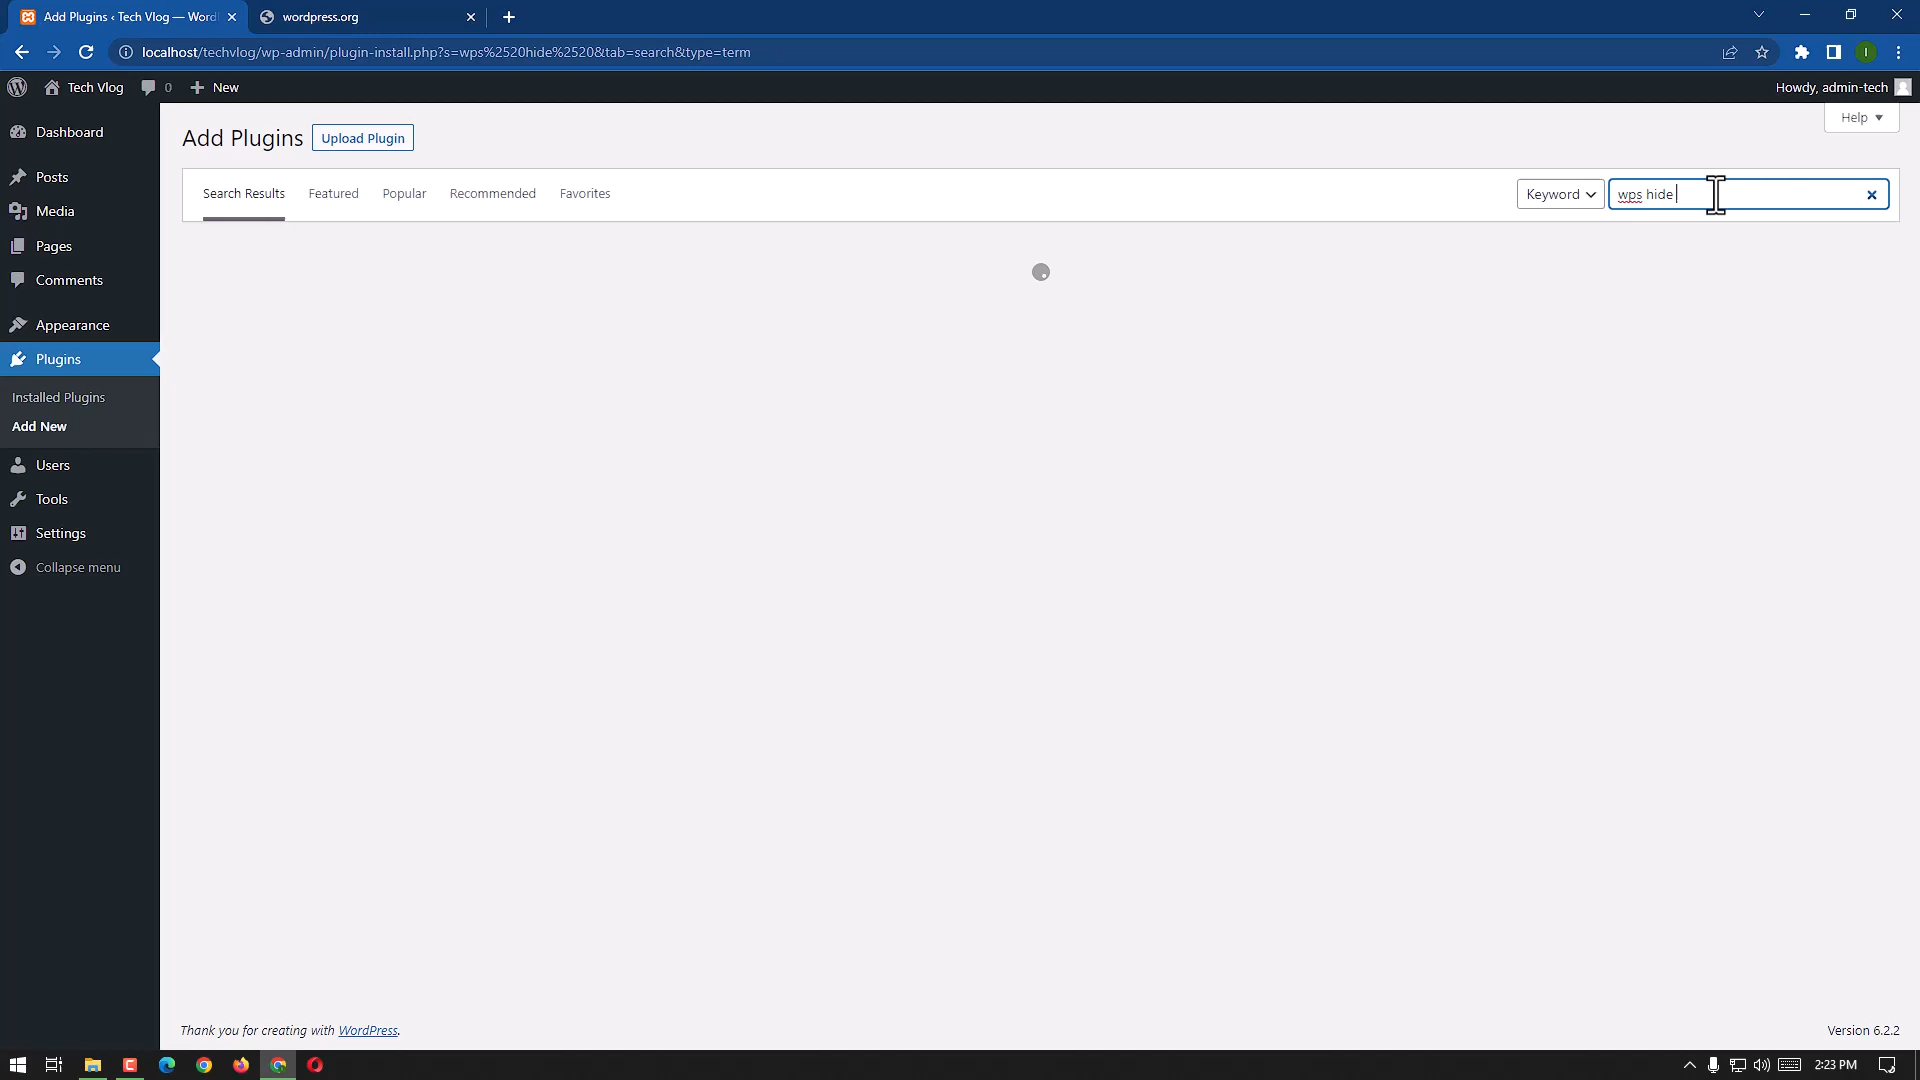 Add Plugins ‹ Tech Vlog — Word
wordpress.org
localhost/techvlog/wp-admin/plugin-install.php?s=wps%2520hide%2520&tab=search&type=term
I
Tech Vlog
0
New
Howdy, admin-tech
Help
Dashboard
Posts
Media
Pages
Comments
Appearance
Plugins
Installed Plugins
Add New
Users
Tools
Settings
Collapse menu
Add Plugins
Upload Plugin
Search Results
Featured
Popular
Recommended
Favorites
Keyword
wps hide
Thank you for creating with WordPress.
Version 6.2.2
2:23 PM